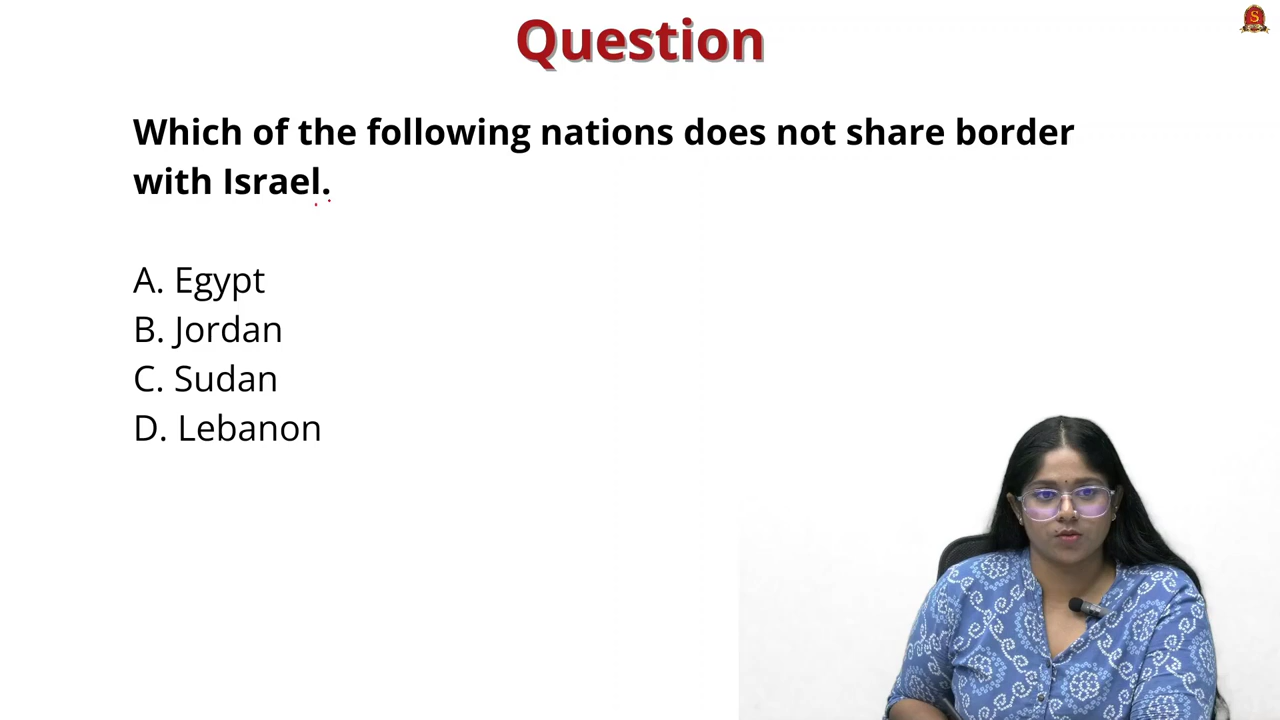 Question
Which of the following nations does not share border
with Israel.
A. Egypt
B. Jordan
C. Sudan
D. Lebanon